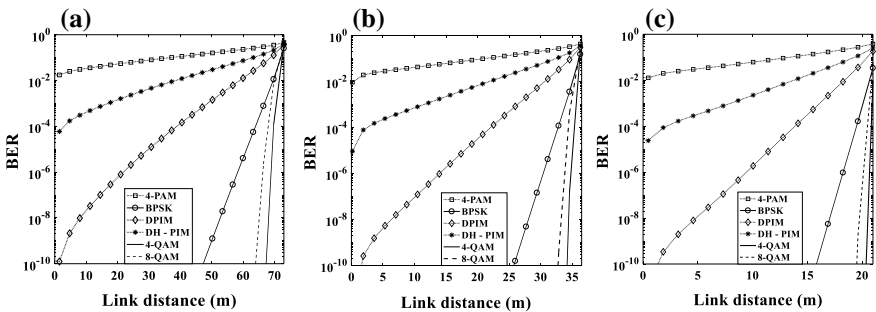 (a)
10^0
10^-2
10^-4
10^-6
10^-8
10^-10
BER
4-PAM
BPSK
DPIM
DH - PIM
4-QAM
8-QAM
0 10 20 30 40 50 60 70
Link distance (m)
(b)
10^0
10^-2
10^-4
10^-6
10^-8
10^-10
BER
4-PAM
BPSK
DPIM
DH - PIM
4-QAM
8-QAM
0 5 10 15 20 25 30 35
Link distance (m)
(c)
10^0
10^-2
10^-4
10^-6
10^-8
10^-10
BER
4-PAM
BPSK
DPIM
DH - PIM
4-QAM
8-QAM
0 5 10 15 20
Link distance (m)